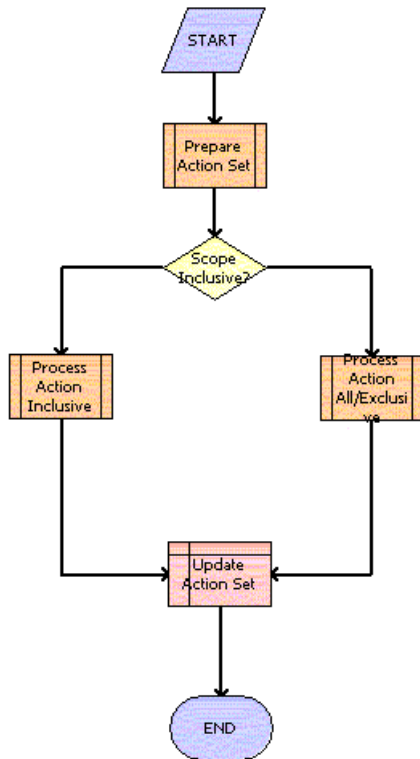 START
Prepare
Action Set
Scope
Inclusive?
Process
Action
Inclusive
Process
Action
All/Exclusi
ve
Update
Action Set
END